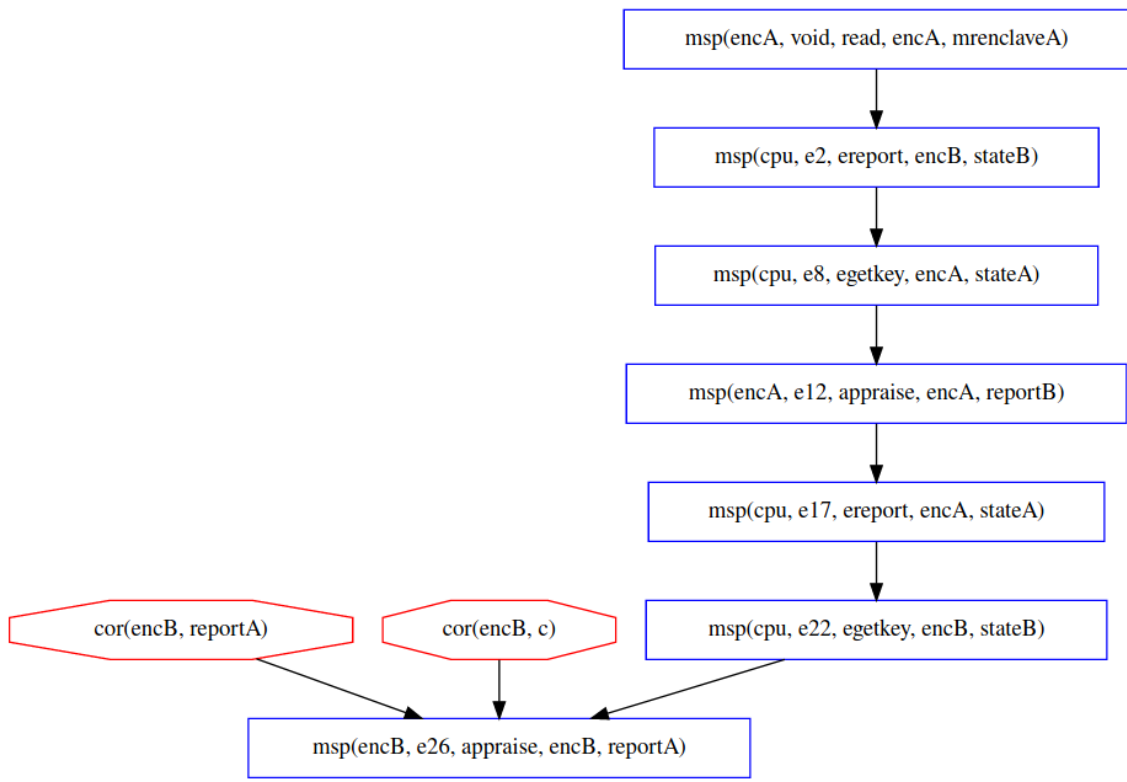 msp(encA, void, read, encA, mrenclaveA)
msp(cpu, e2, ereport, encB, stateB)
msp(cpu, e8, egetkey, encA, stateA)
msp(encA, e12, appraise, encA, reportB)
msp(cpu, e17, ereport, encA, stateA)
cor(encB, reportA)
cor(encB, c)
msp(cpu, e22, egetkey, encB, stateB)
msp(encB, e26, appraise, encB, reportA)